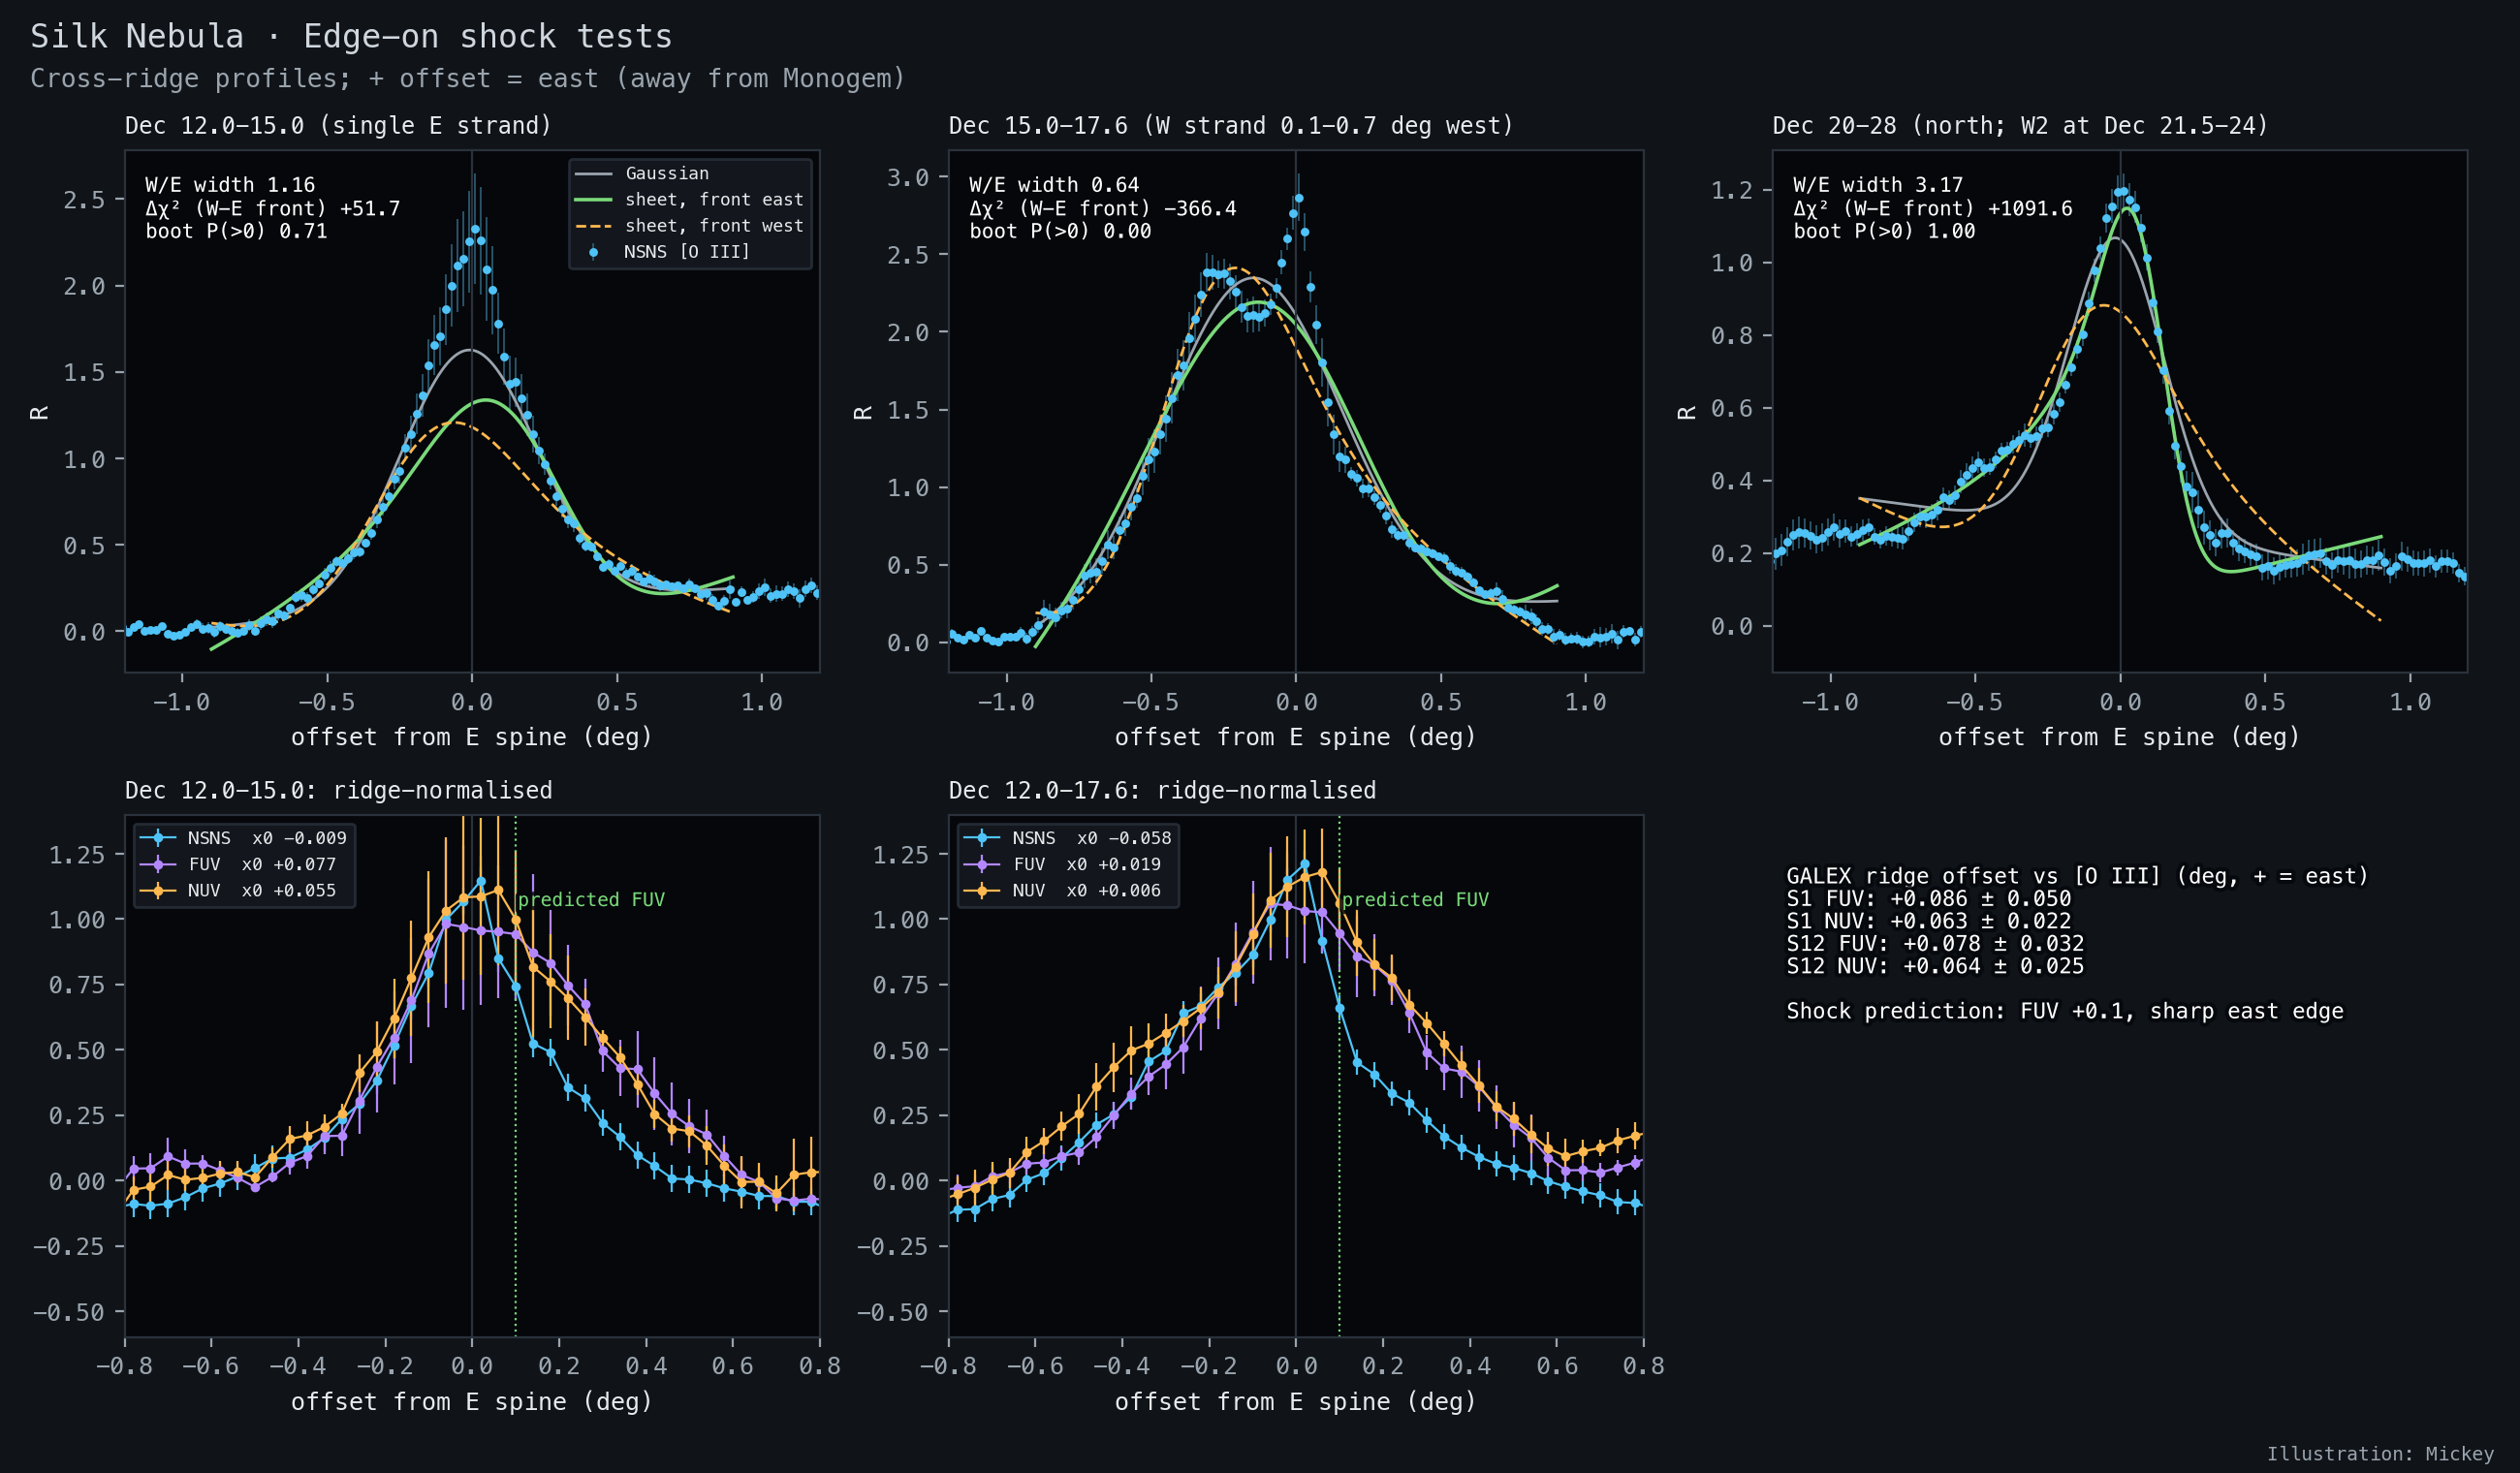 Silk Nebula · Edge−on shock tests
Cross−ridge profiles; + offset = east (away from Monogem)
Dec 12.0−15.0 (single E strand)
W/E width 1.16
Δχ² (W−E front) +51.7
boot P(>0) 0.71
Gaussian
sheet, front east
sheet, front west
NSNS [O III]
2.5
2.0
1.5
1.0
0.5
0.0
R
−1.0 −0.5 0.0 0.5 1.0
offset from E spine (deg)
Dec 15.0−17.6 (W strand 0.1−0.7 deg west)
W/E width 0.64
Δχ² (W−E front) −366.4
boot P(>0) 0.00
3.0
2.5
2.0
1.5
1.0
0.5
0.0
R
−1.0 −0.5 0.0 0.5 1.0
offset from E spine (deg)
Dec 20−28 (north; W2 at Dec 21.5−24)
W/E width 3.17
Δχ² (W−E front) +1091.6
boot P(>0) 1.00
1.2
1.0
0.8
0.6
0.4
0.2
0.0
R
−1.0 −0.5 0.0 0.5 1.0
offset from E spine (deg)
Dec 12.0−15.0: ridge−normalised
NSNS x0 −0.009
FUV x0 +0.077
NUV x0 +0.055
predicted FUV
1.25
1.00
0.75
0.50
0.25
0.00
−0.25
−0.50
−0.8 −0.6 −0.4 −0.2 0.0 0.2 0.4 0.6 0.8
offset from E spine (deg)
Dec 12.0−17.6: ridge−normalised
NSNS x0 −0.058
FUV x0 +0.019
NUV x0 +0.006
predicted FUV
1.25
1.00
0.75
0.50
0.25
0.00
−0.25
−0.50
−0.8 −0.6 −0.4 −0.2 0.0 0.2 0.4 0.6 0.8
offset from E spine (deg)
GALEX ridge offset vs [O III] (deg, + = east)
S1 FUV: +0.086 ± 0.050
S1 NUV: +0.063 ± 0.022
S12 FUV: +0.078 ± 0.032
S12 NUV: +0.064 ± 0.025
Shock prediction: FUV +0.1, sharp east edge
Illustration: Mickey